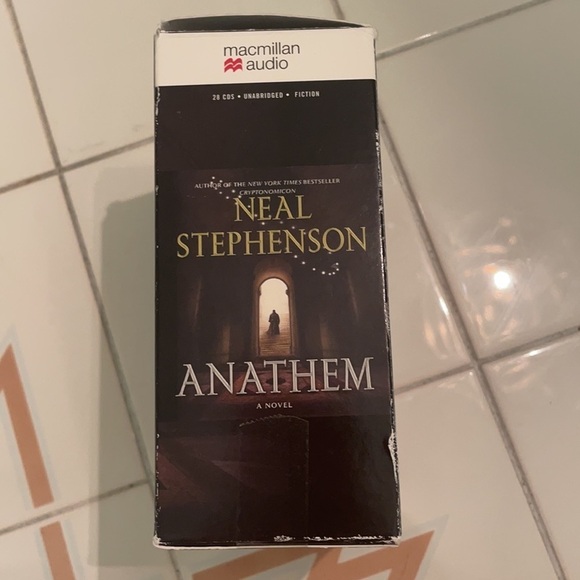 macmillan
audio
28 CDS • UNABRIDGED • FICTION
AUTHOR OF THE NEW YORK TIMES BESTSELLER
CRYPTONOMICON
NEAL
STEPHENSON
ANATHEM
A NOVEL